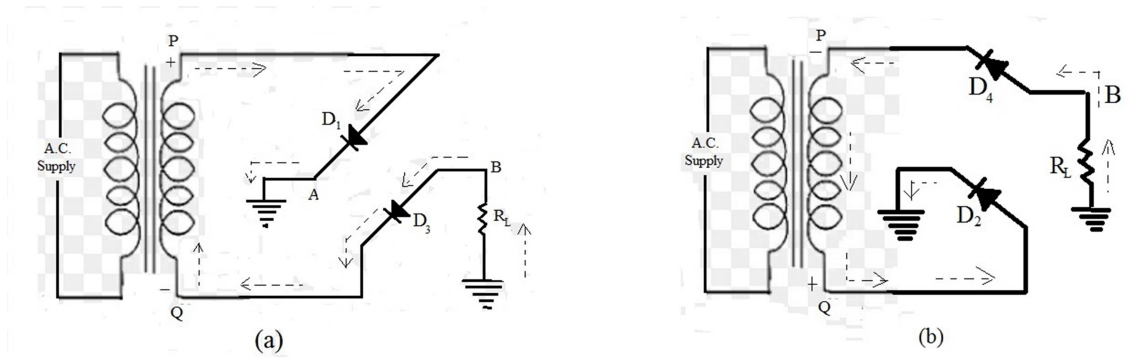 P
+
A.C.
Supply
D1
A
B
D3
RL
−
Q
(a)
P
−
D4
B
A.C.
Supply
RL
D2
+
Q
(b)